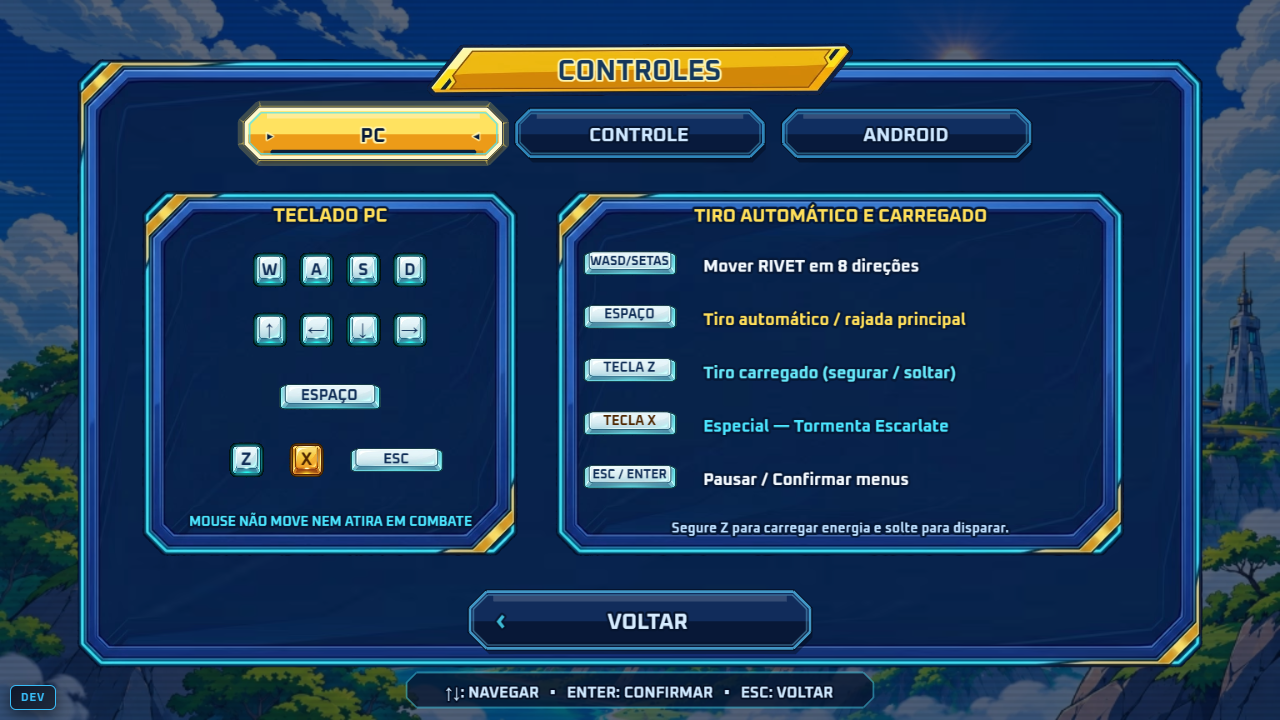 CONTROLES
PC
CONTROLE
ANDROID
TECLADO PC
W A S D
↑ ← ↓ →
ESPAÇO
Z X ESC
MOUSE NÃO MOVE NEM ATIRA EM COMBATE
TIRO AUTOMÁTICO E CARREGADO
WASD/SETAS Mover RIVET em 8 direções
ESPAÇO Tiro automático / rajada principal
TECLA Z Tiro carregado (segurar / soltar)
TECLA X Especial — Tormenta Escarlate
ESC / ENTER Pausar / Confirmar menus
Segure Z para carregar energia e solte para disparar.
VOLTAR
↑↓: NAVEGAR • ENTER: CONFIRMAR • ESC: VOLTAR
DEV